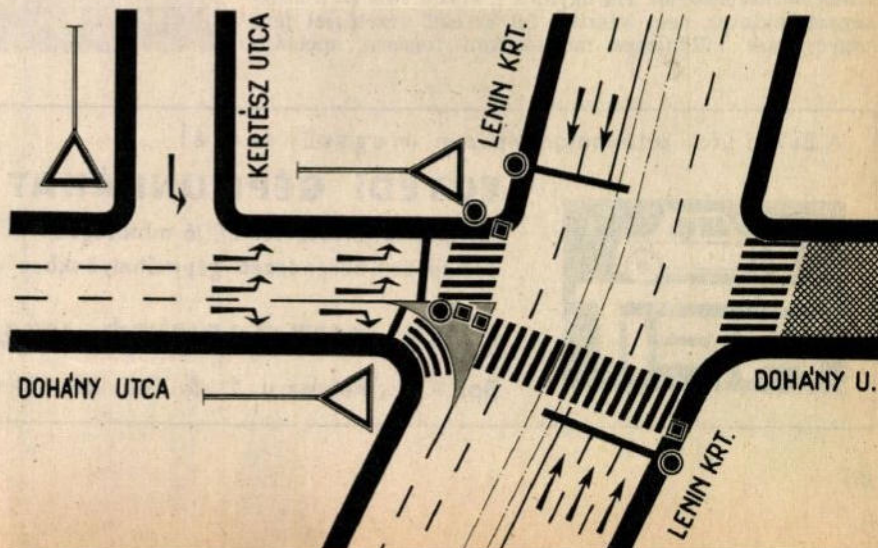 KERTÉSZ UTCA
LENIN KRT.
DOHÁNY UTCA
DOHÁNY U.
LENIN KRT.